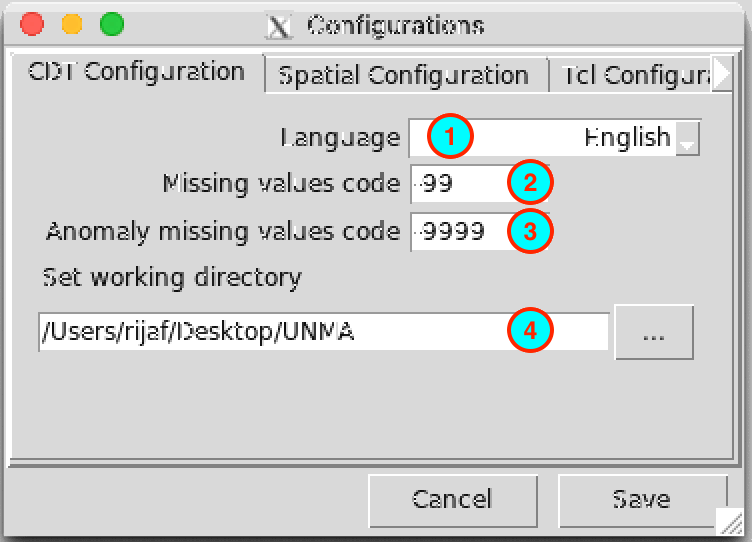 Configurations
CDT Configuration Spatial Configuration Tcl Configura
Language 1 English
Missing values code -99 2
Anomaly missing values code -9999 3
Set working directory
/Users/rijaf/Desktop/UNMA 4 ...
Cancel Save